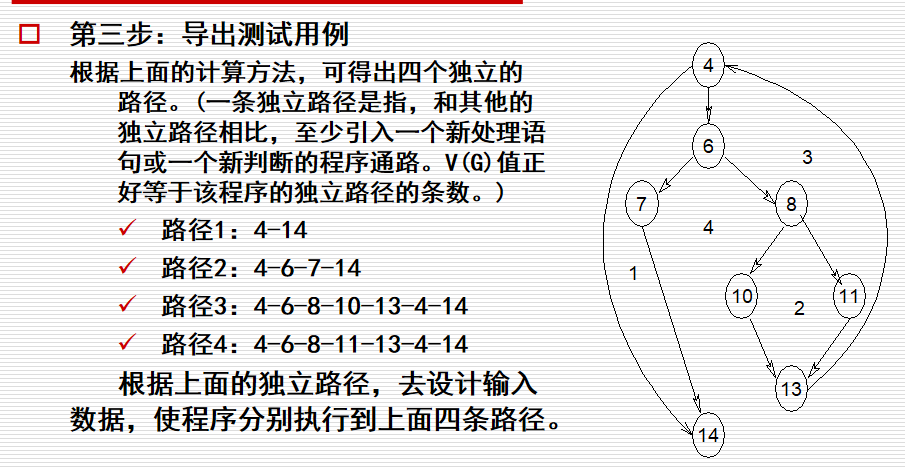 第三步：导出测试用例
根据上面的计算方法，可得出四个独立的
路径。(一条独立路径是指，和其他的
独立路径相比，至少引入一个新处理语
句或一个新判断的程序通路。V(G)值正
好等于该程序的独立路径的条数。)
✓ 路径1：4-14
✓ 路径2：4-6-7-14
✓ 路径3：4-6-8-10-13-4-14
✓ 路径4：4-6-8-11-13-4-14
根据上面的独立路径，去设计输入
数据，使程序分别执行到上面四条路径。
4
6
3
7
8
4
1
10
2
11
13
14